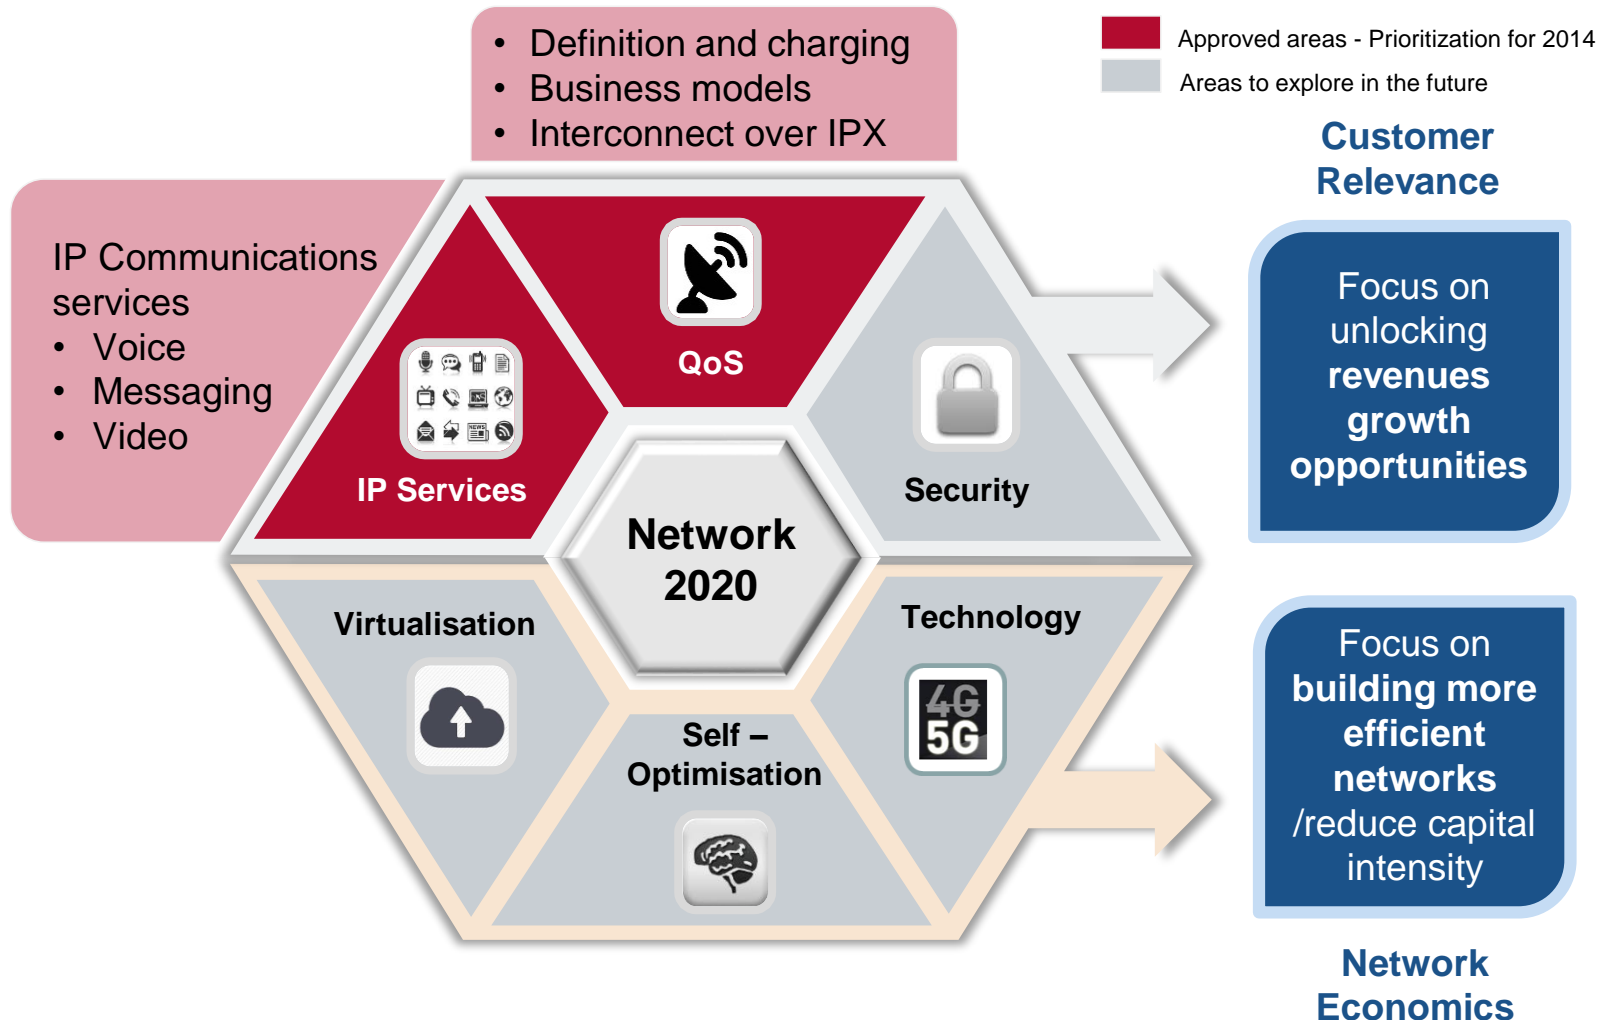 • Definition and charging
• Business models
• Interconnect over IPX
Approved areas - Prioritization for 2014
Areas to explore in the future
IP Communications
services
• Voice
• Messaging
• Video
QoS
IP Services
NEWS
Security
Network
2020
Virtualisation
Technology
4G
5G
Self –
Optimisation
Customer
Relevance
Focus on
unlocking
revenues
growth
opportunities
Focus on
building more
efficient
networks
/reduce capital
intensity
Network
Economics